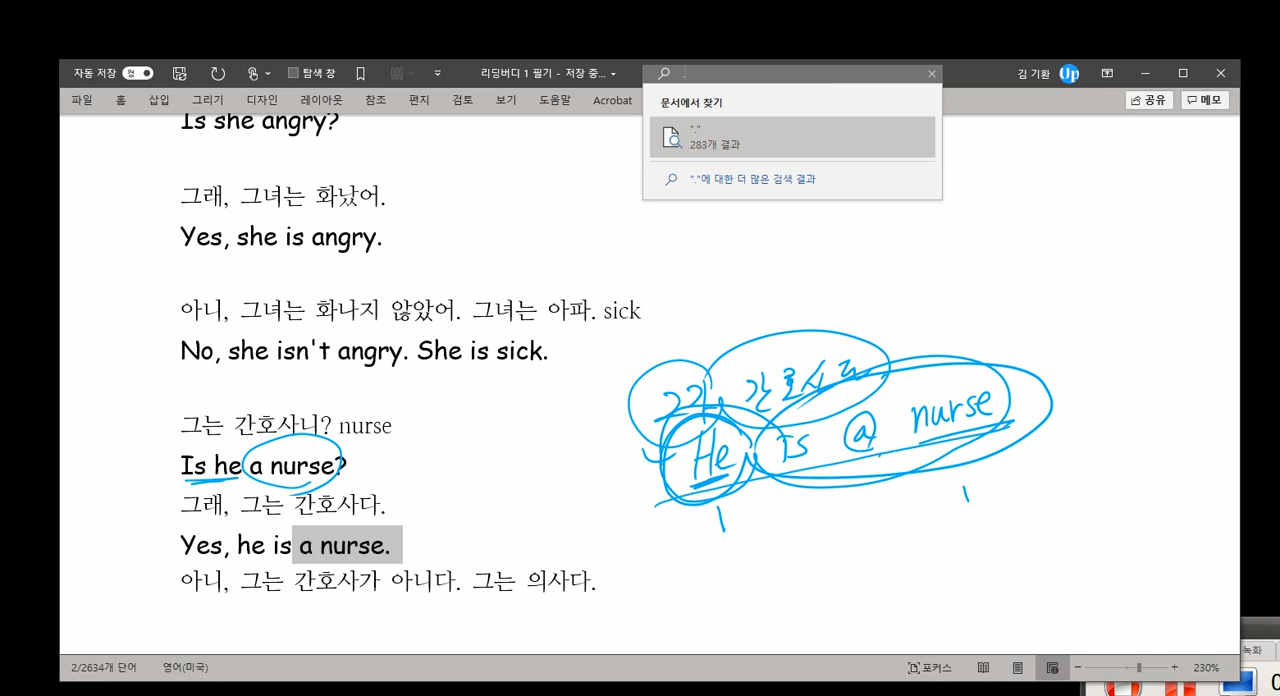 자동 저장 컴 탐색 창 리딩버디 1 필기 - 저장 중... 김 기환 Up
파일 홈 삽입 그리기 디자인 레이아웃 참조 편지 검토 보기 도움말 Acrobat 공유 메모
문서에서 찾기
"."
283개 결과
"."에 대한 더 많은 검색 결과
Is she angry?
그래, 그녀는 화났어.
Yes, she is angry.
아니, 그녀는 화나지 않았어. 그녀는 아파. sick
No, she isn't angry. She is sick.
그는 간호사니? nurse
Is he a nurse?
그래, 그는 간호사다.
Yes, he is a nurse.
아니, 그는 간호사가 아니다. 그는 의사다.
He is a nurse
2/2634개 단어 영어(미국) 포커스 230%
녹화